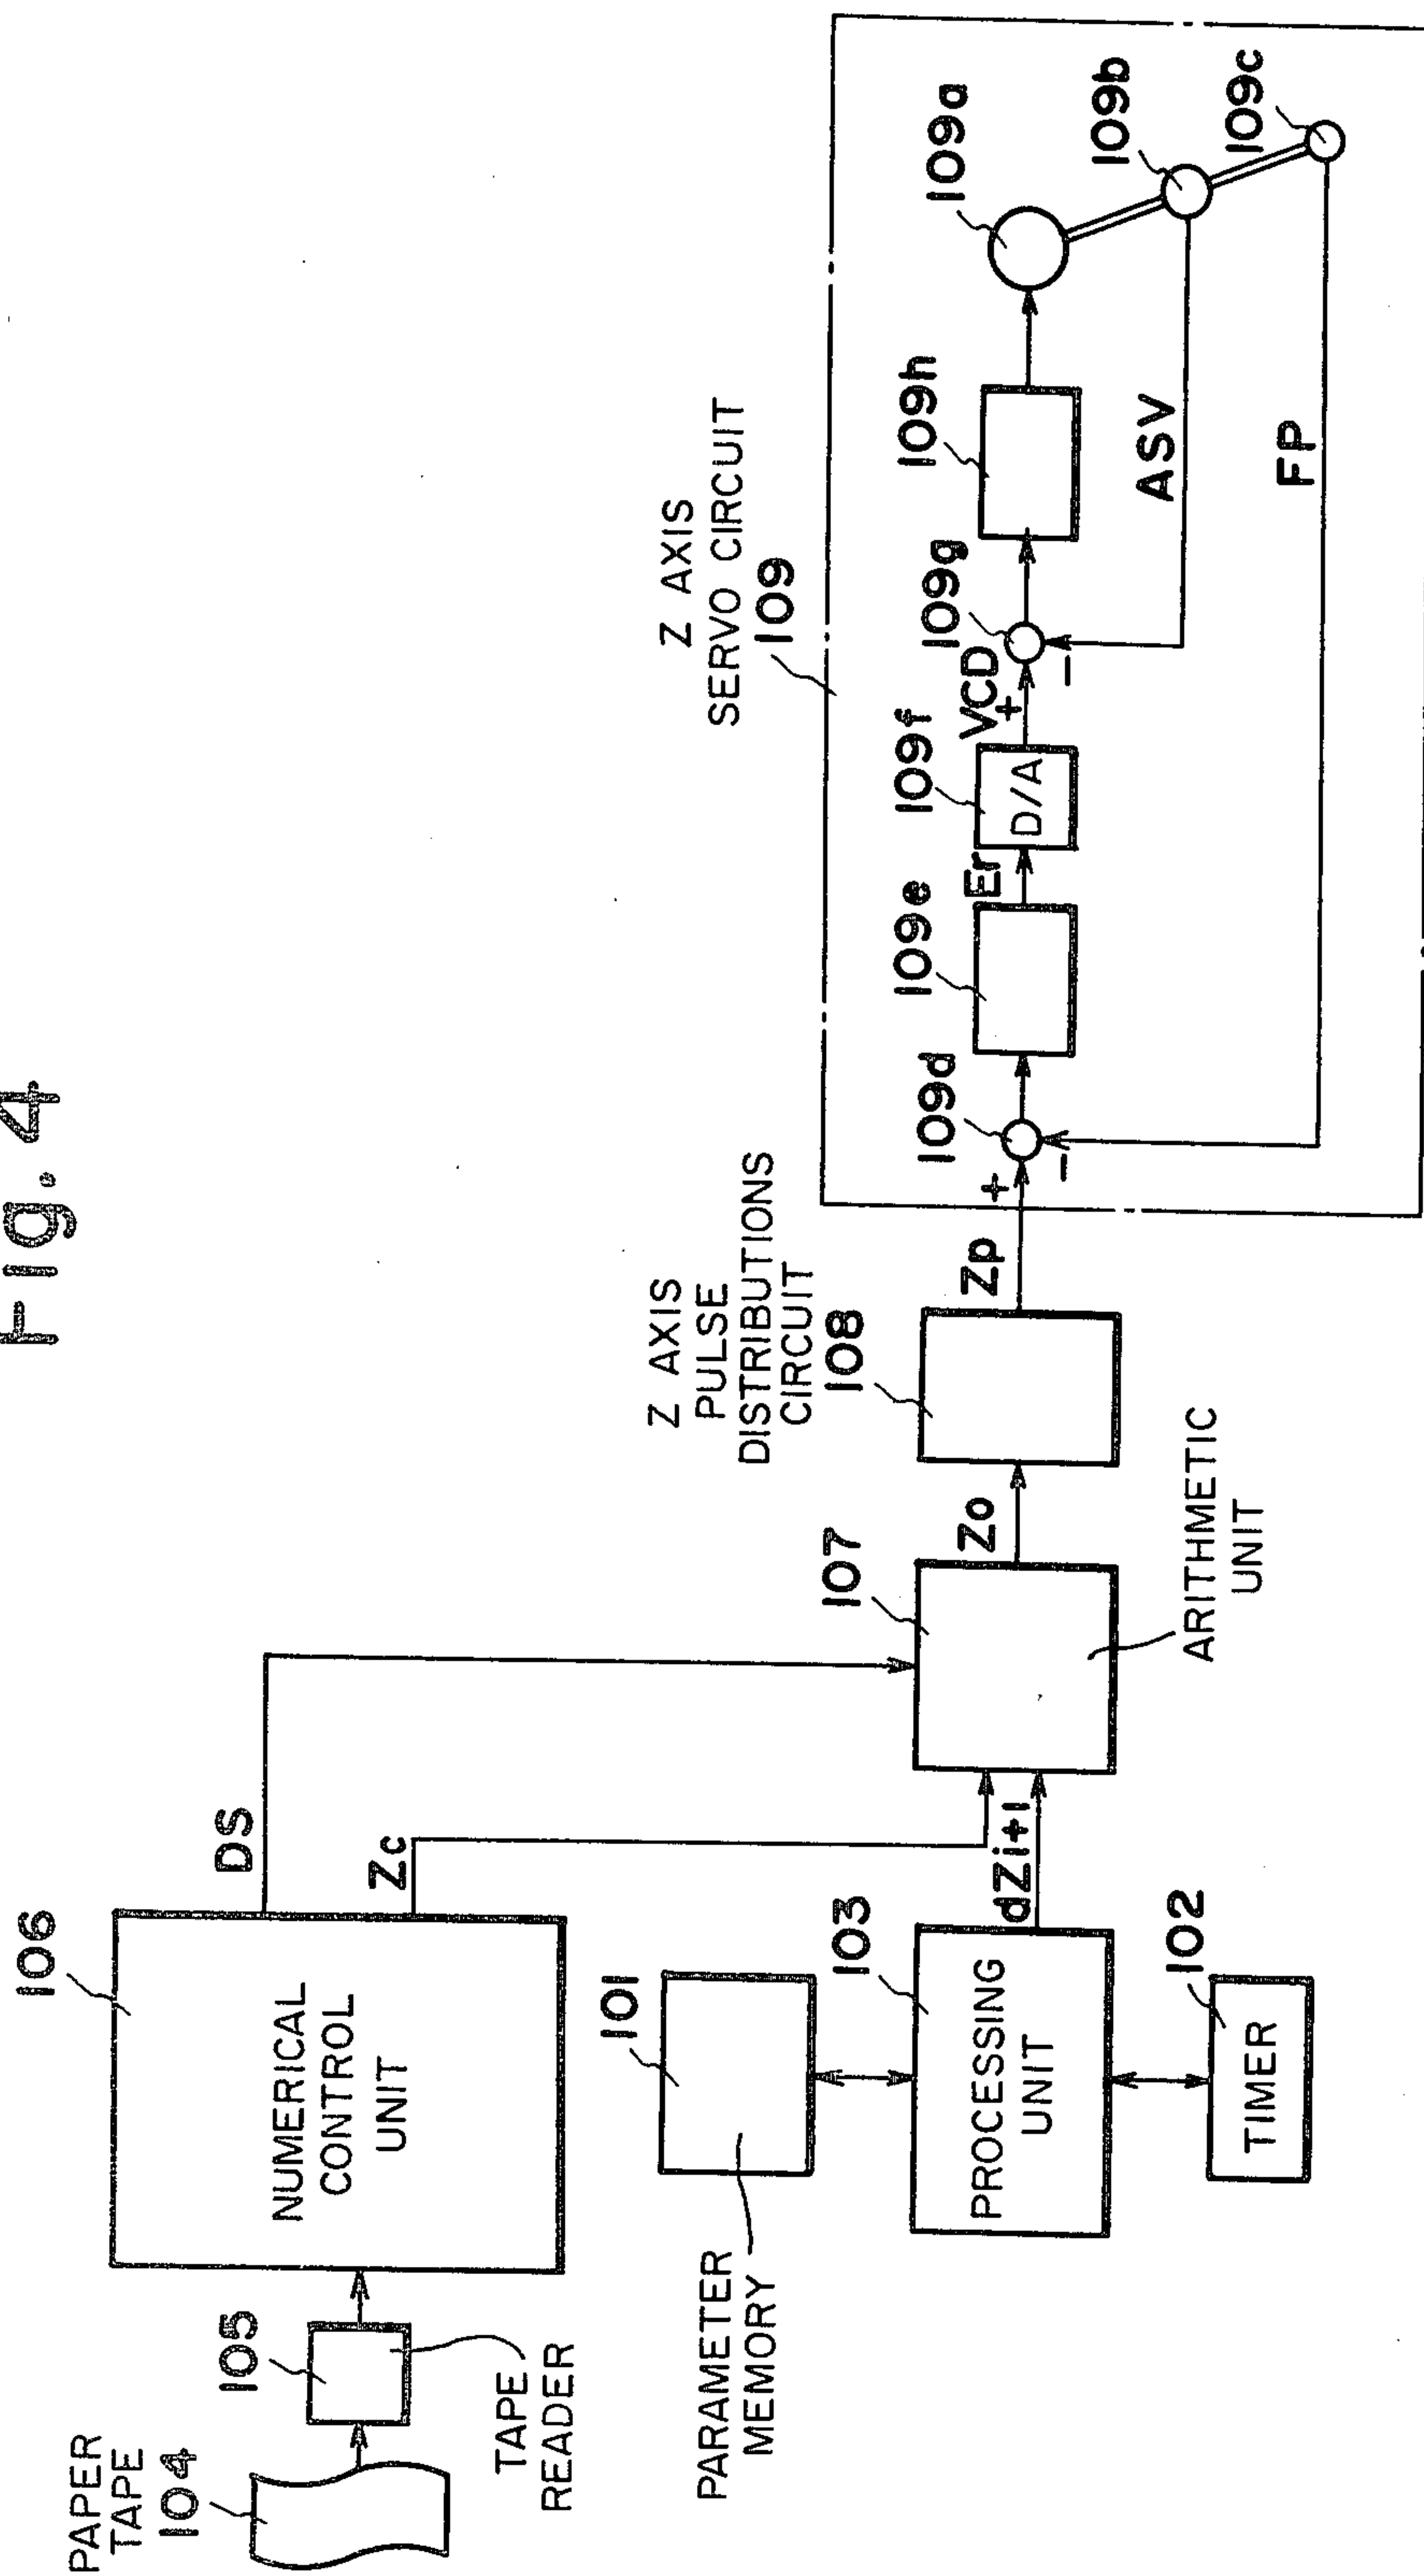 Fig. 4
PAPER
TAPE
104
105
TAPE
READER
106
NUMERICAL
CONTROL
UNIT
DS
Zc
PARAMETER
MEMORY
101
103
PROCESSING
UNIT
102
TIMER
dZi+1
107
ARITHMETIC
UNIT
Zo
Z AXIS
PULSE
DISTRIBUTIONS
CIRCUIT
108
Zp
Z AXIS
SERVO CIRCUIT
109
+
−
109d
109e
Er
109f
D/A
VCD
+
−
109g
109h
109a
109b
109c
ASV
FP